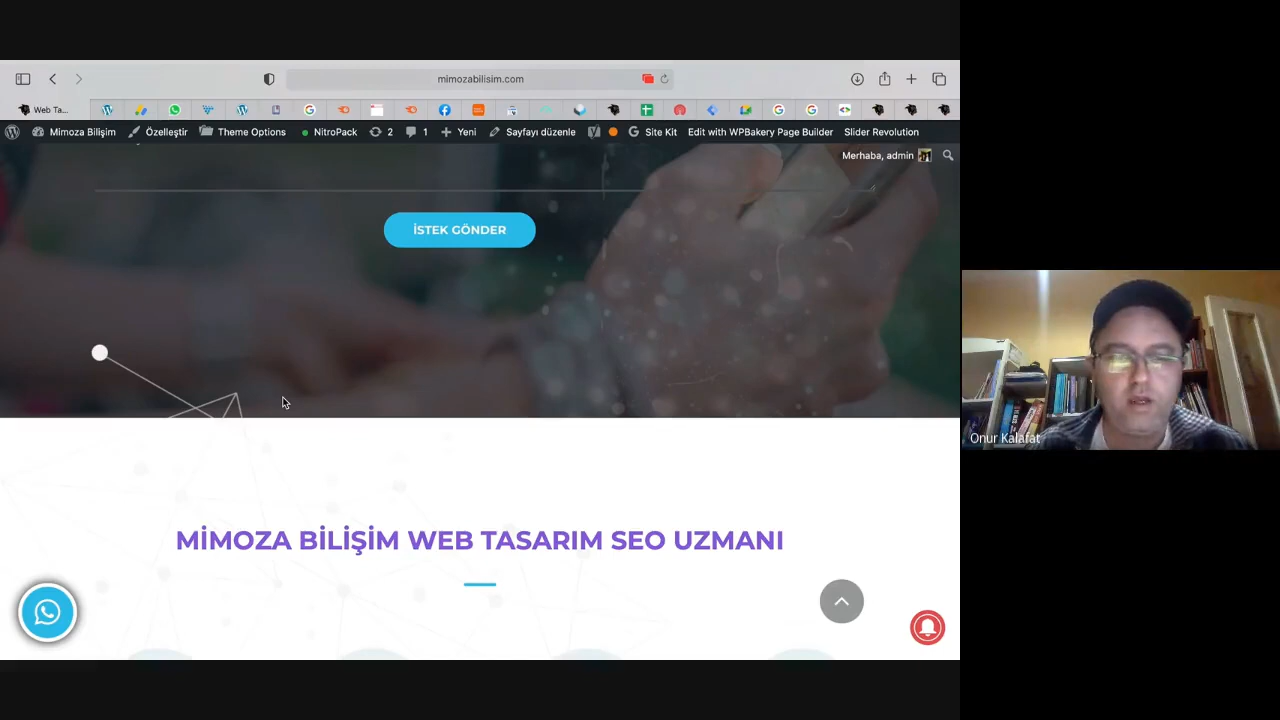 mimozabilisim.com
Web Ta...
Mimoza Bilişim Özelleştir Theme Options NitroPack 2 1 Yeni Sayfayı düzenle Site Kit Edit with WPBakery Page Builder Slider Revolution
Merhaba, admin
İSTEK GÖNDER
Onur Kalafat
MİMOZA BİLİŞİM WEB TASARIM SEO UZMANI